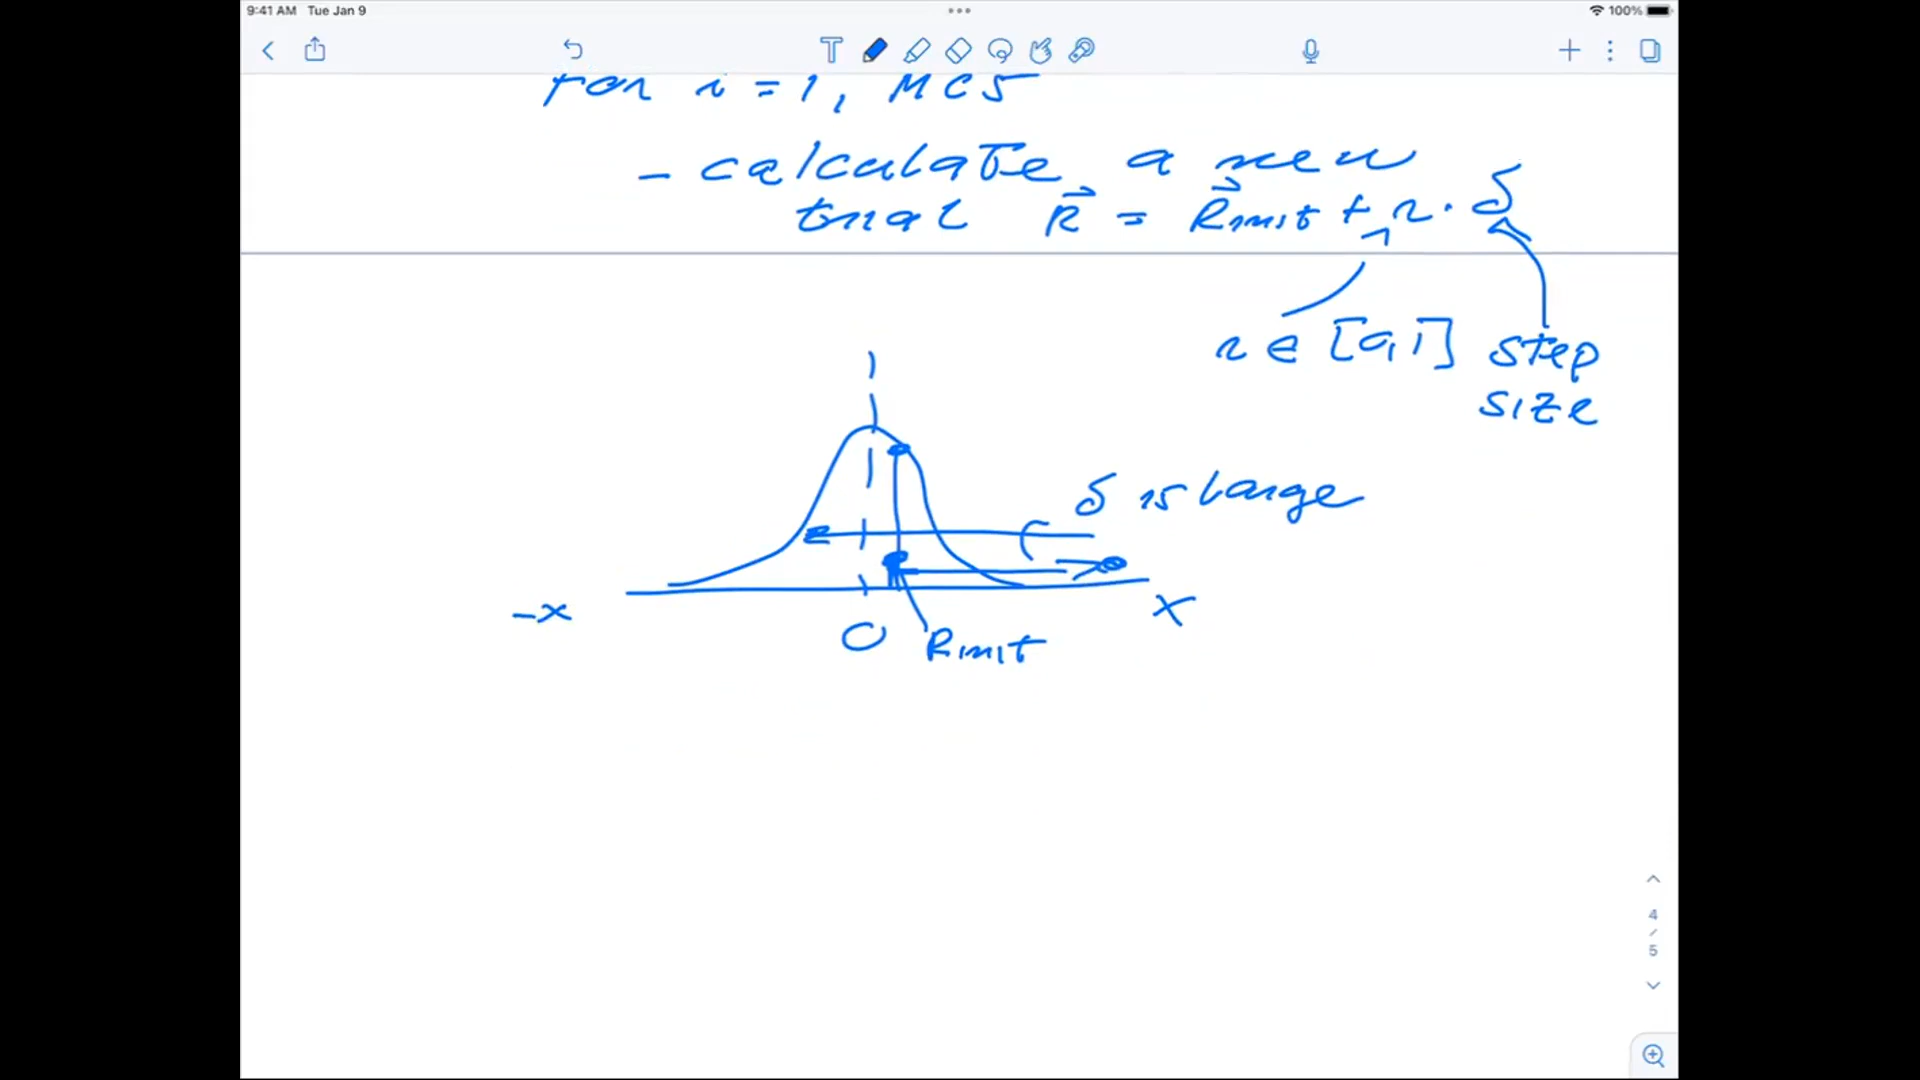 9:41 AM Tue Jan 9
100%
for i = 1, MCS
- calculate a new
trial R⃗ = R⃗init + r · δ
r ∈ [0,1] step
size
δ is large
-x
x
0 Rinit
4
/
5